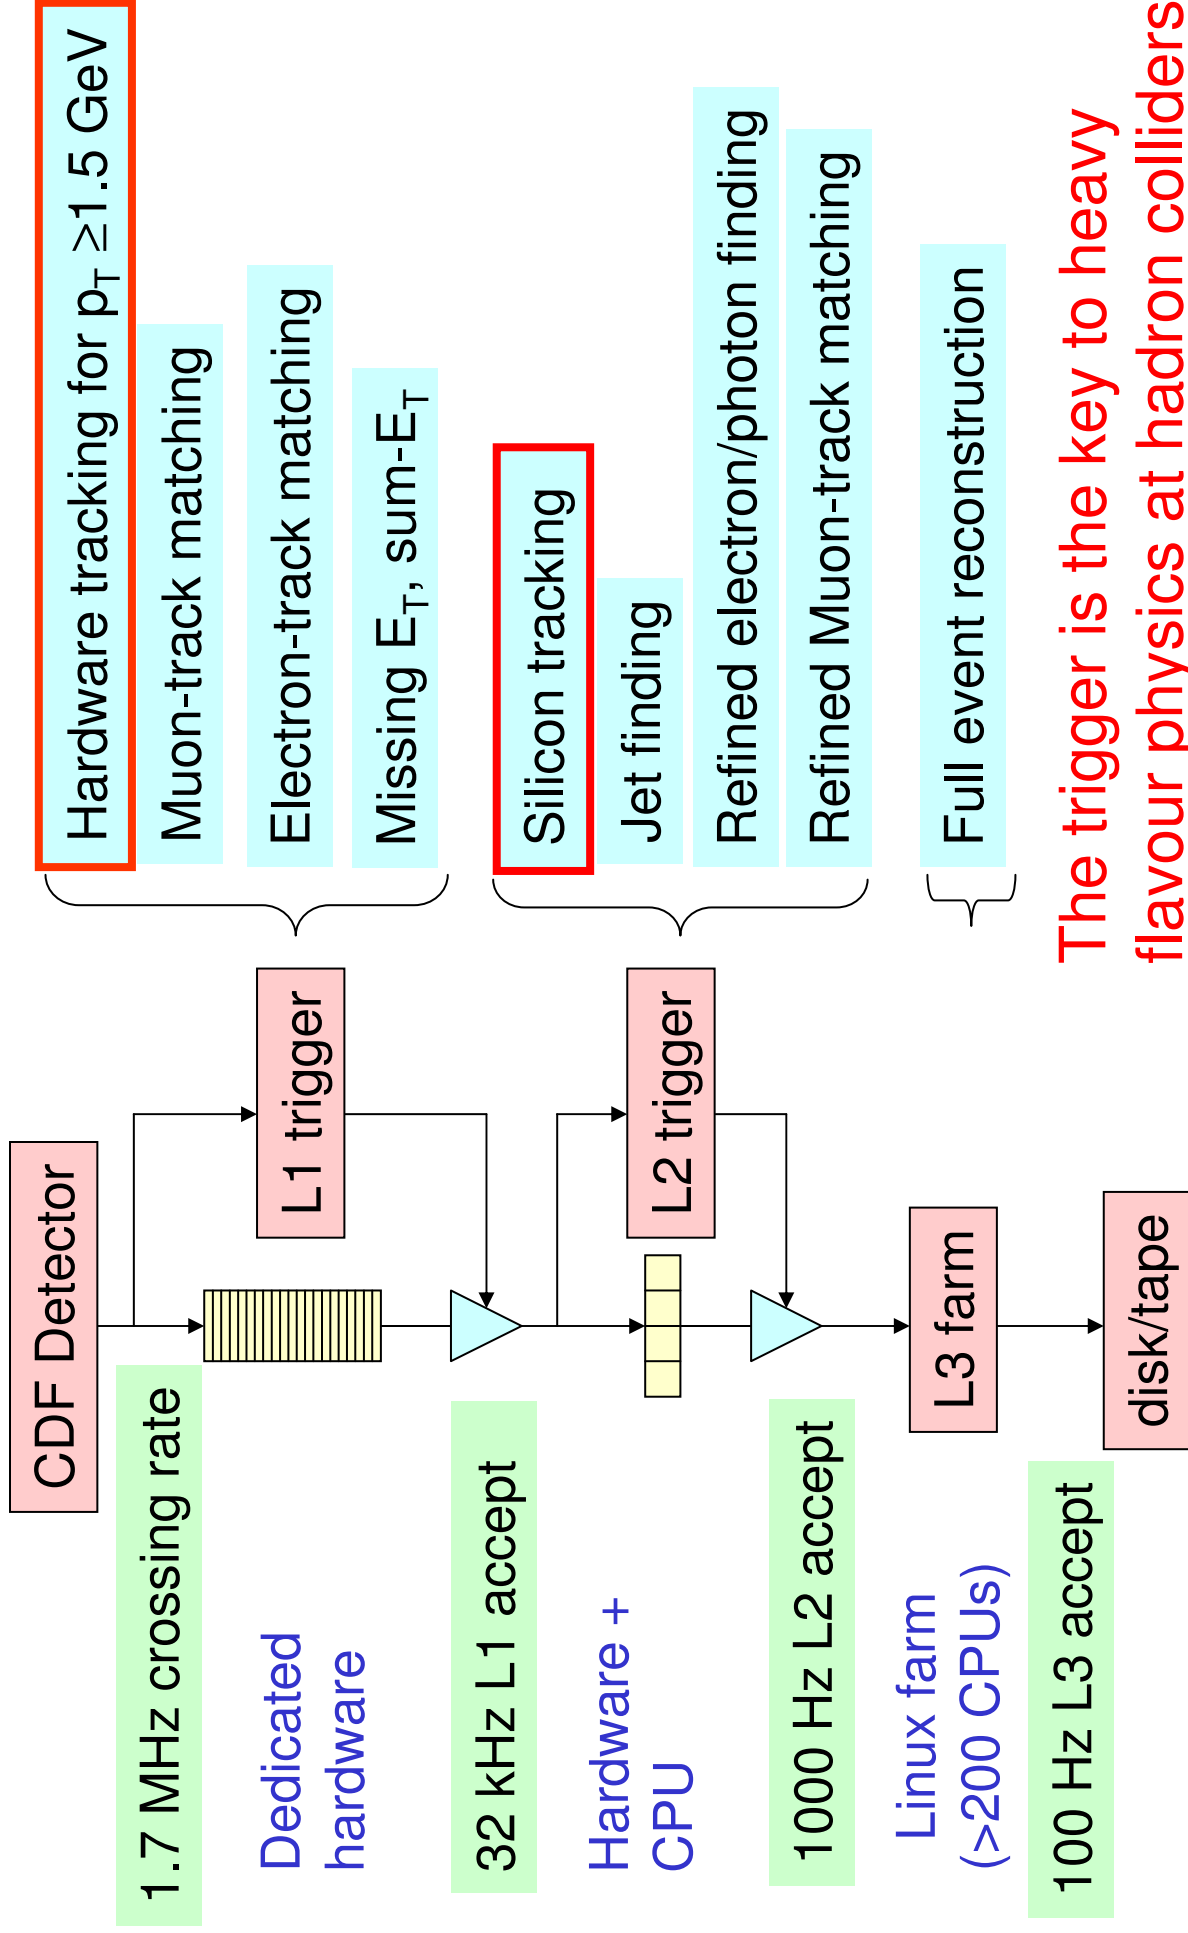 CDF Detector
1.7 MHz crossing rate
Dedicated
hardware
L1 trigger
Hardware tracking for pT ≥1.5 GeV
Muon-track matching
Electron-track matching
Missing ET, sum-ET
32 kHz L1 accept
Hardware +
CPU
L2 trigger
Silicon tracking
Jet finding
Refined electron/photon finding
Refined Muon-track matching
1000 Hz L2 accept
Linux farm
(>200 CPUs)
L3 farm
Full event reconstruction
100 Hz L3 accept
disk/tape
The trigger is the key to heavy
flavour physics at hadron colliders